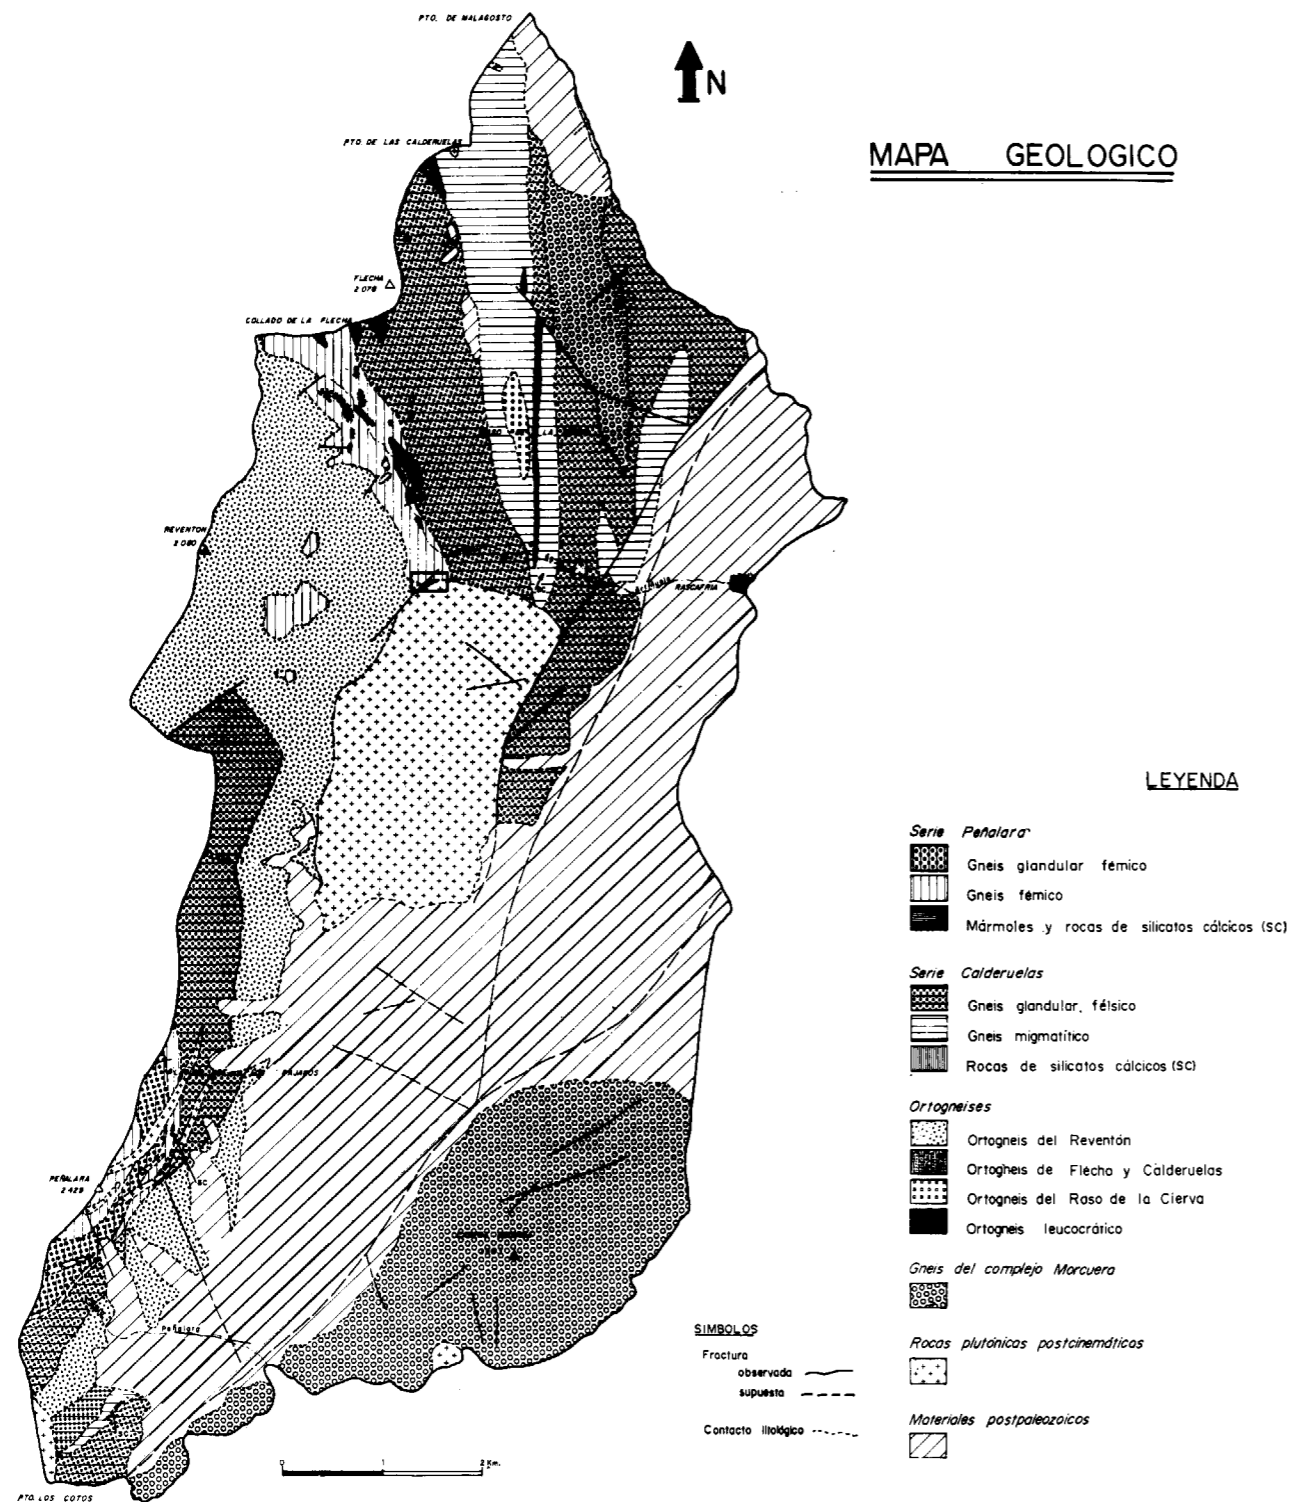 PTO. DE MALAGOSTO
N
PTO. DE LAS CALDERUELAS
MAPA GEOLOGICO
FLECHA
2.078
COLLADO DE LA FLECHA
REVENTON
2.080
RASCAFRIA
LEYENDA
Serie Peñalara
Gneis glandular fémico
Gneis fémico
Mármoles y rocas de silicatos cálcicos (SC)
Serie Calderuelas
Gneis glandular, félsico
Gneis migmatítico
Rocas de silicatos cálcicos (SC)
PAJAROS
Ortogneises
Ortogneis del Reventón
Ortogneis de Flecha y Calderuelas
Ortogneis del Raso de la Cierva
Ortogneis leucocrático
PEÑALARA
2.429
SC
Gneis del complejo Morcuera
Peñalara
SIMBOLOS
Fractura
observada
supuesta
Contacto litológico
Rocas plutónicas postcinemáticas
Materiales postpaleozoicos
0 1 2 Km.
PTO. LOS COTOS